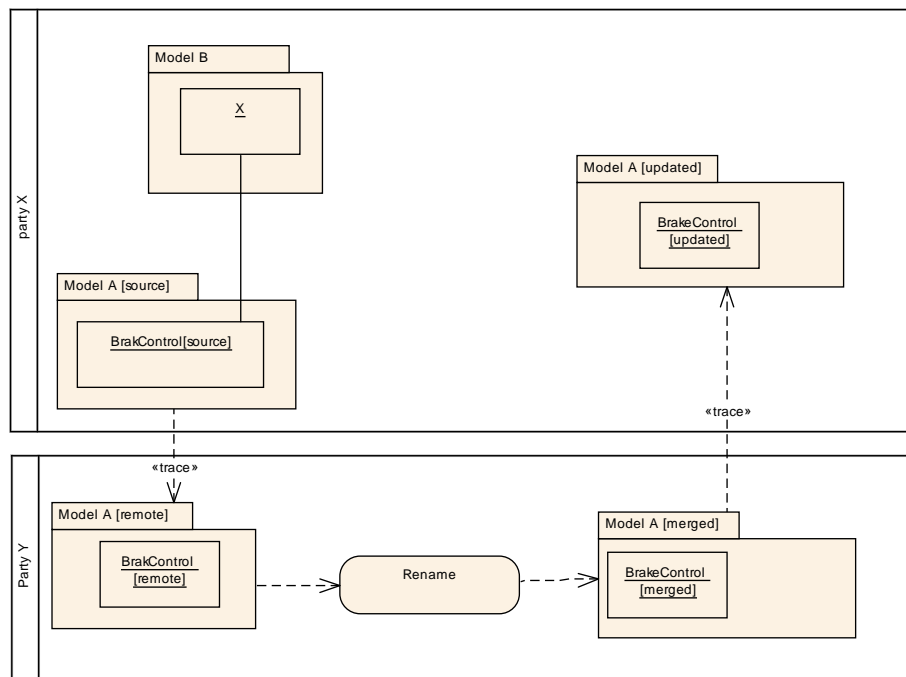 party X
Model B
X
Model A [source]
BrakControl[source]
Model A [updated]
BrakeControl
[updated]
«trace»
«trace»
Party Y
Model A [remote]
BrakControl
[remote]
Rename
Model A [merged]
BrakeControl
[merged]